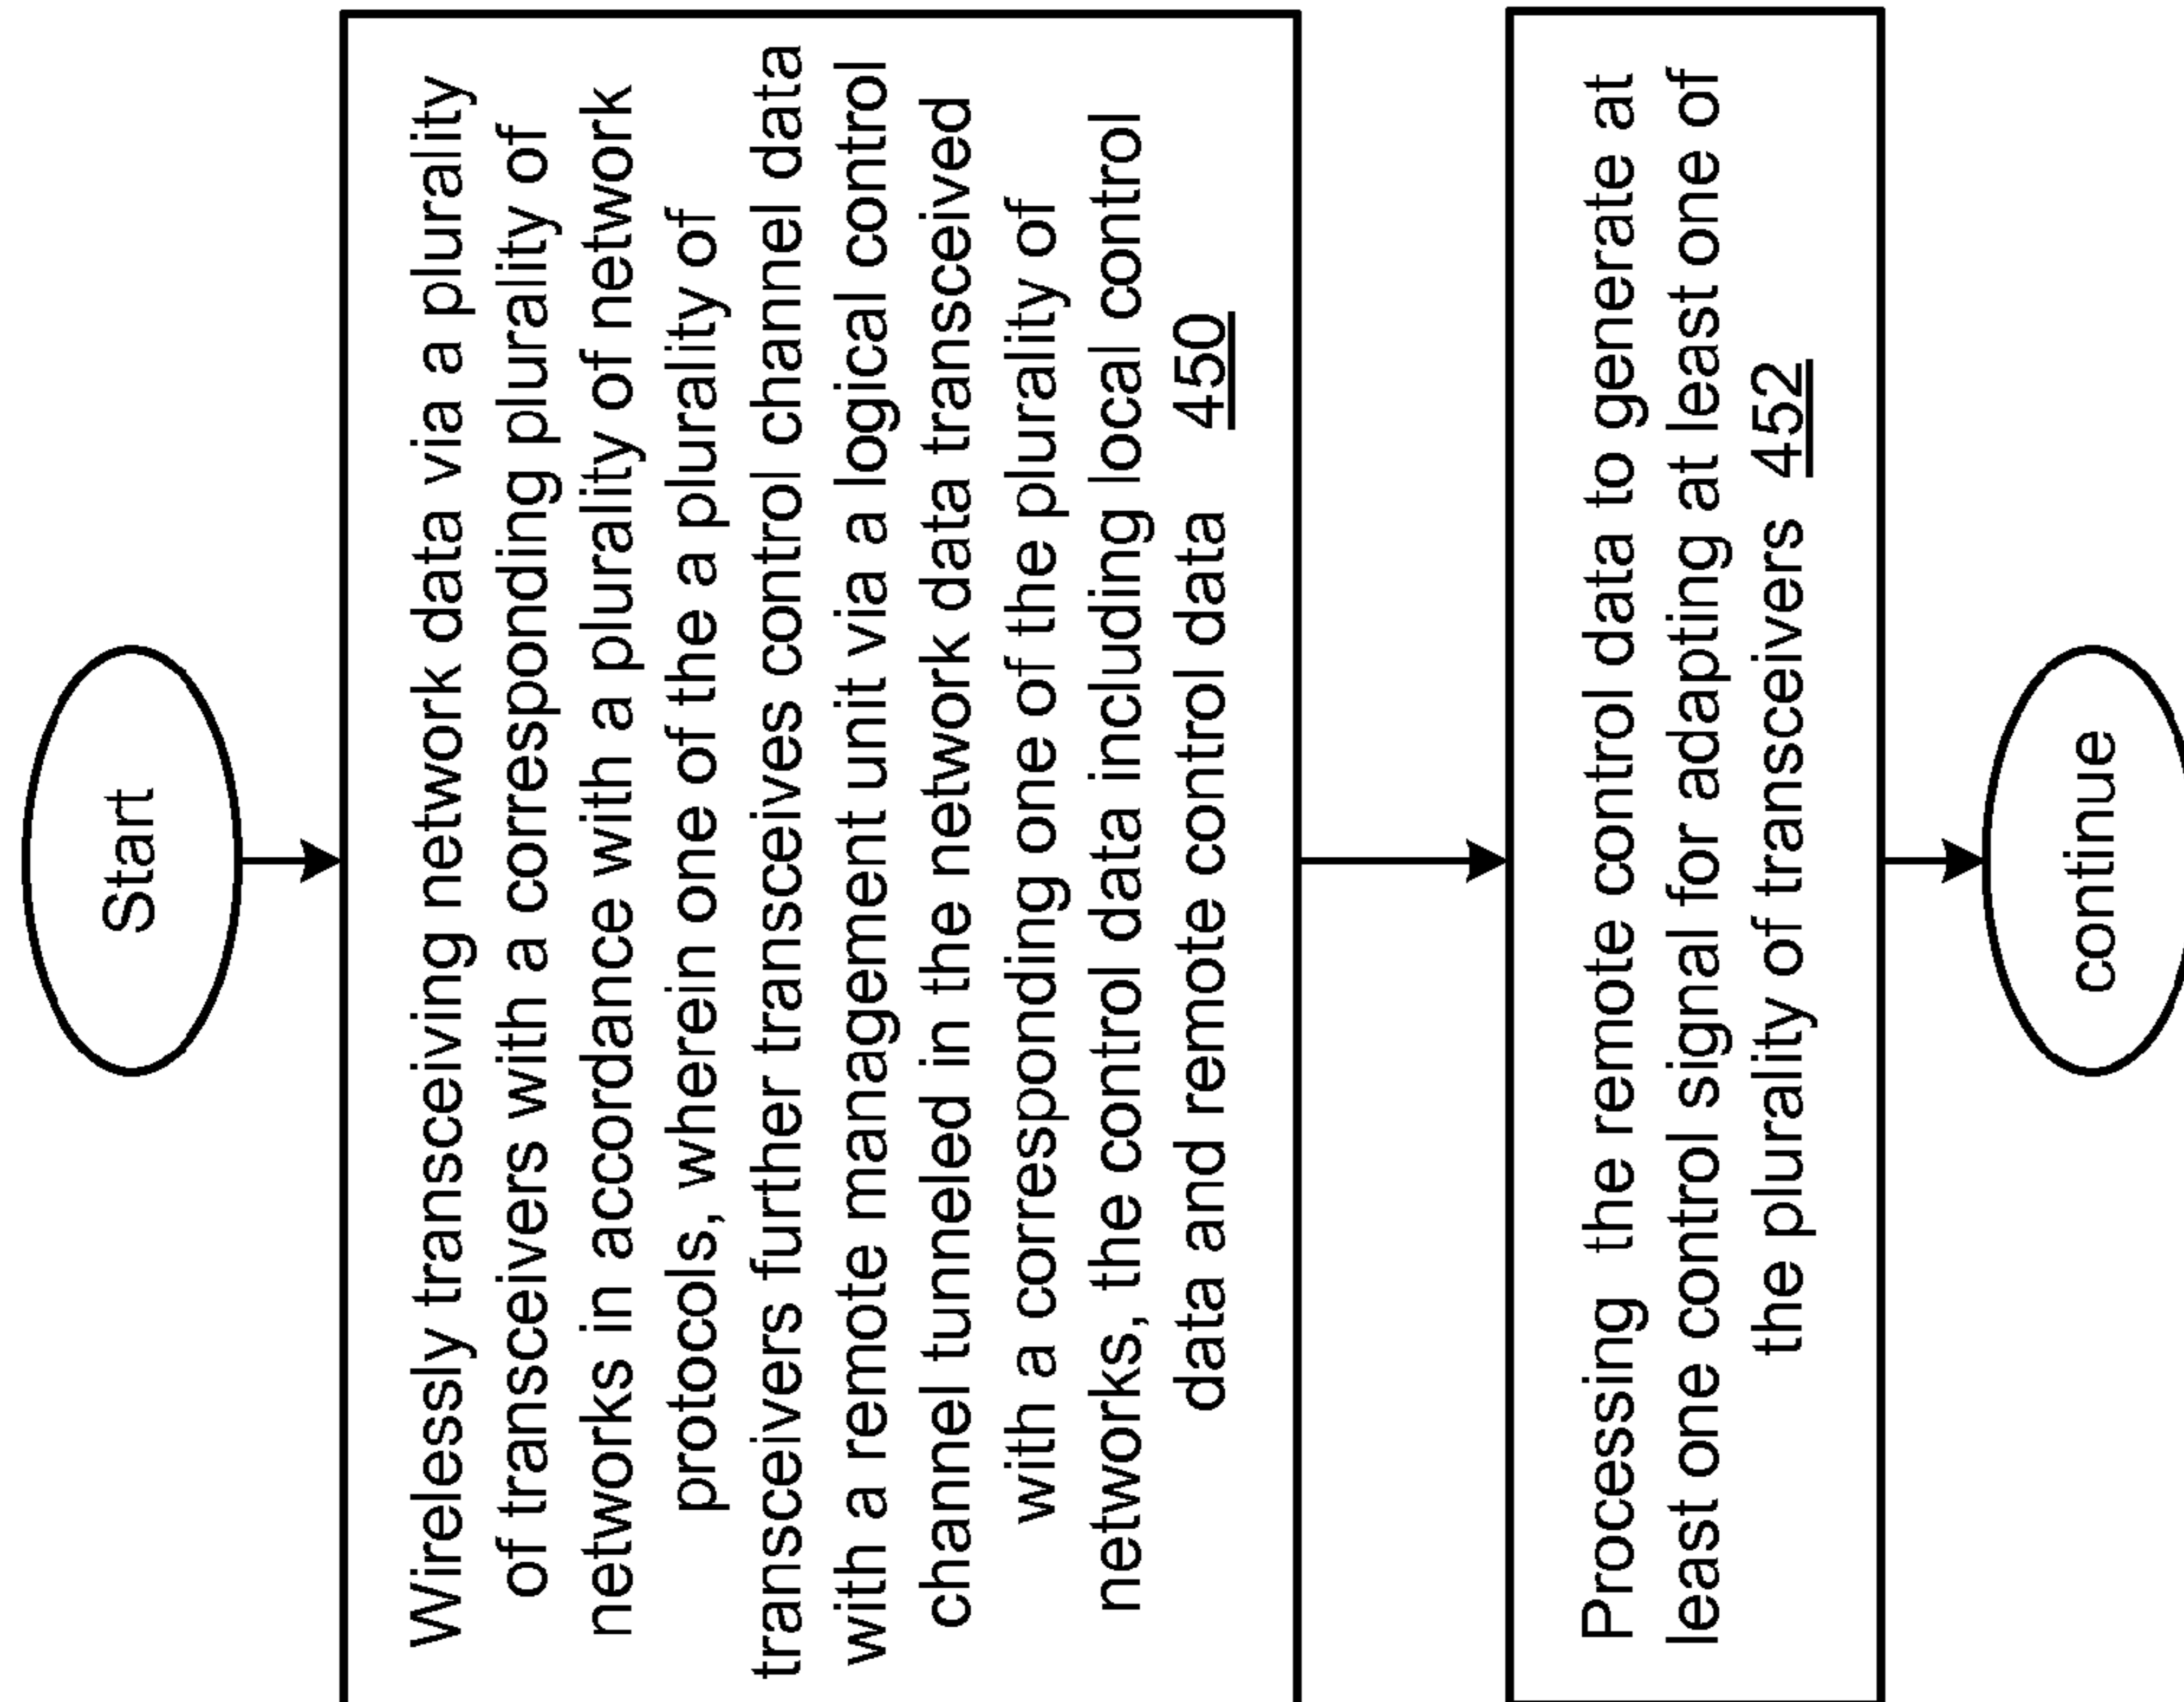 Start
Wirelessly transceiving network data via a plurality
of transceivers with a corresponding plurality of
networks in accordance with a plurality of network
protocols, wherein one of the a plurality of
transceivers further transceives control channel data
with a remote management unit via a logical control
channel tunneled in the network data transceived
with a corresponding one of the plurality of
networks, the control data including local control
data and remote control data 450
Processing the remote control data to generate at
least one control signal for adapting at least one of
the plurality of transceivers 452
continue